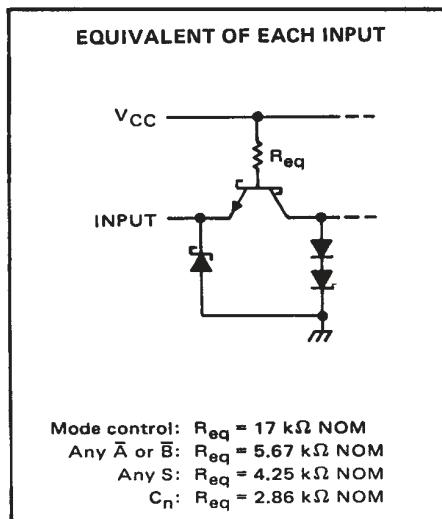 EQUIVALENT OF EACH INPUT
VCC
Req
INPUT
Mode control: Req = 17 kΩ NOM
Any A̅ or B̅: Req = 5.67 kΩ NOM
Any S: Req = 4.25 kΩ NOM
Cn: Req = 2.86 kΩ NOM